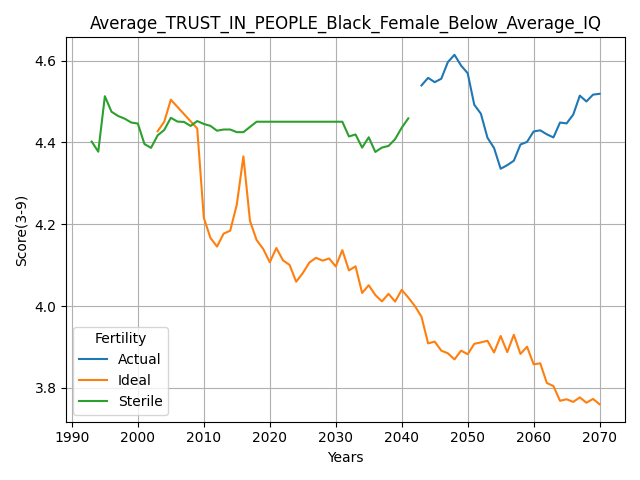 Average_TRUST_IN_PEOPLE_Black_Female_Below_Average_IQ
Score(3-9)
4.6
4.4
4.2
4.0
3.8
Fertility
Actual
Ideal
Sterile
1990 2000 2010 2020 2030 2040 2050 2060 2070
Years